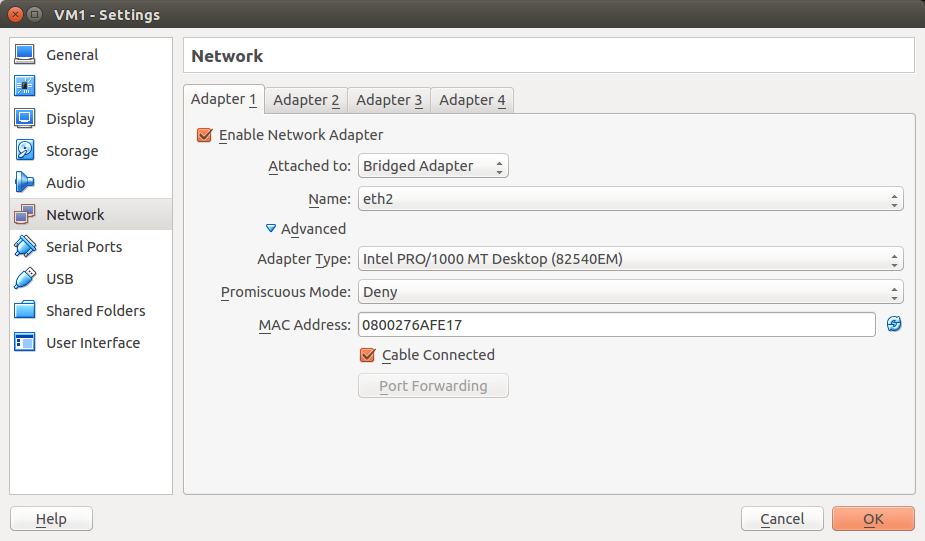 VM1 - Settings
General
System
Display
Storage
Audio
Network
Serial Ports
USB
Shared Folders
User Interface
Network
Adapter 1 Adapter 2 Adapter 3 Adapter 4
Enable Network Adapter
Attached to: Bridged Adapter
Name: eth2
Advanced
Adapter Type: Intel PRO/1000 MT Desktop (82540EM)
Promiscuous Mode: Deny
MAC Address: 0800276AFE17
Cable Connected
Port Forwarding
Help Cancel OK